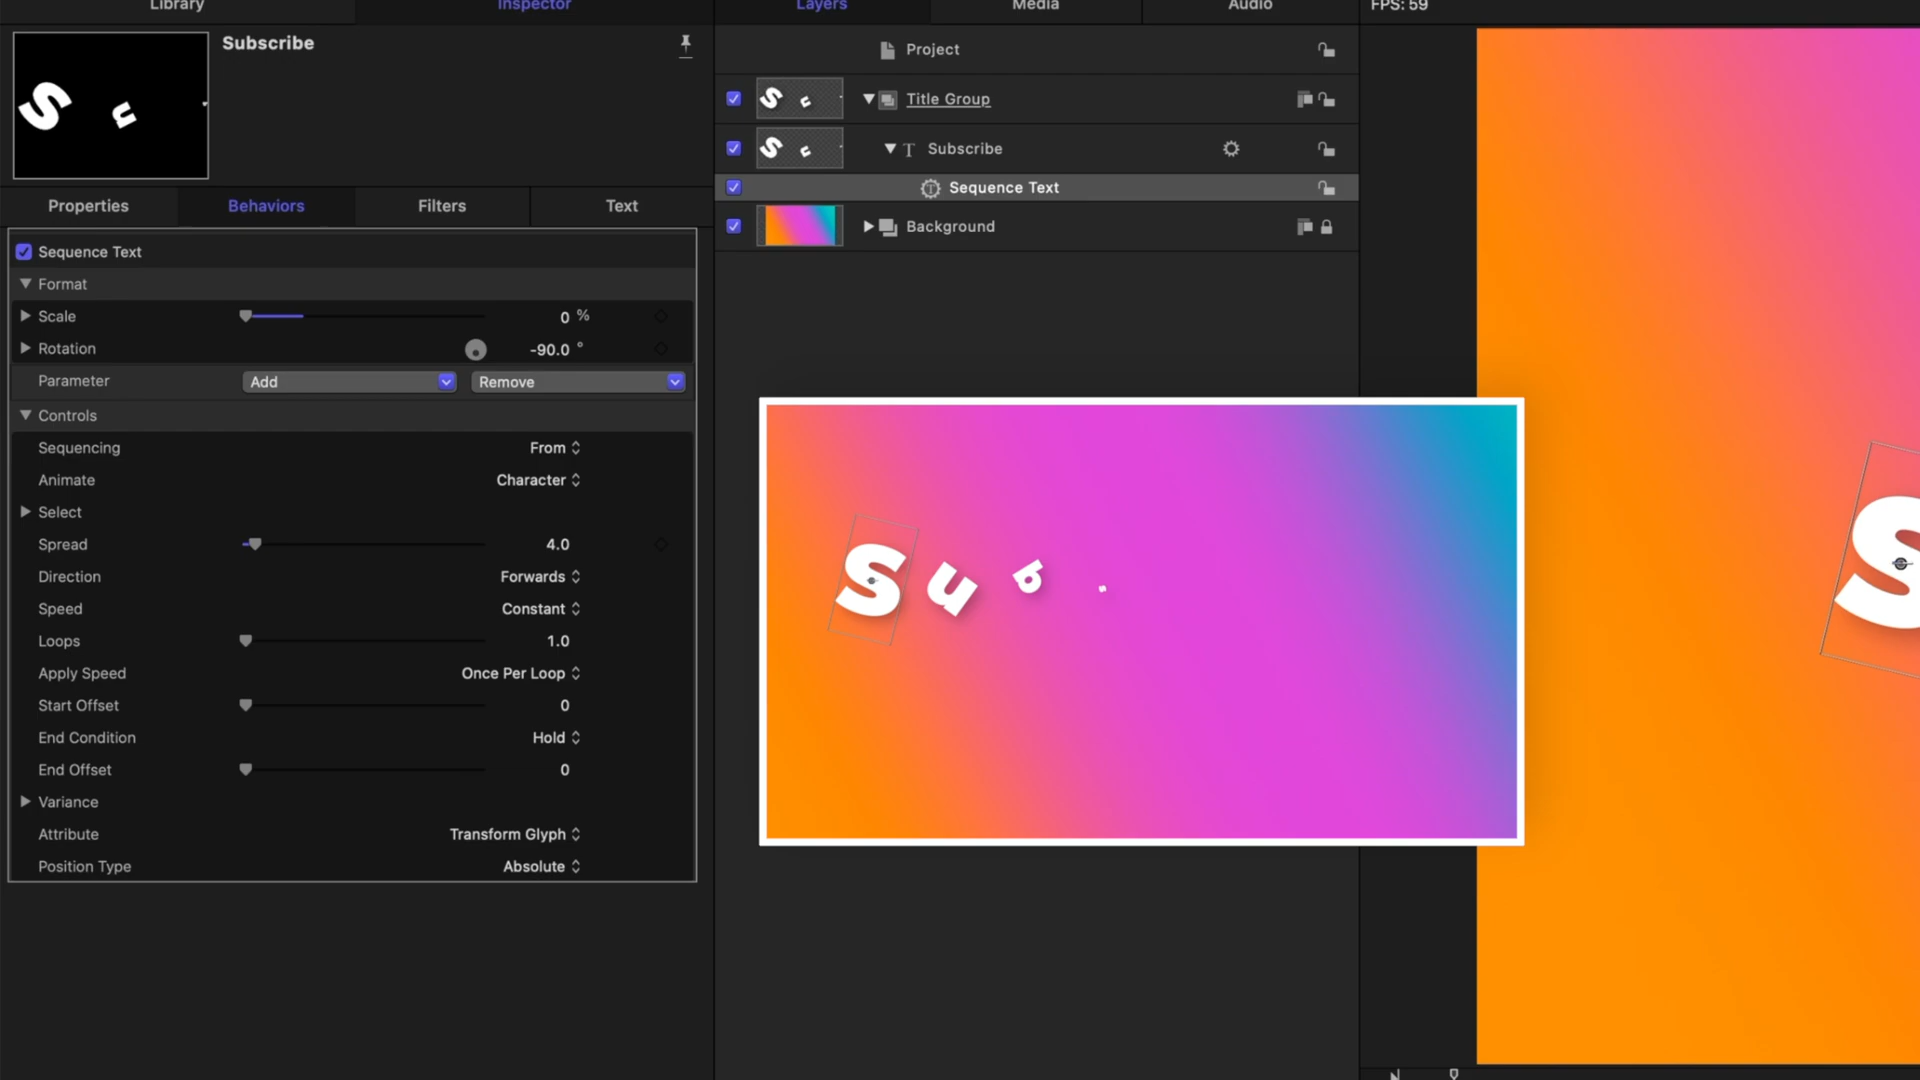 Library
Inspector
Layers
Media
Audio
FPS: 59
Subscribe
S u
Project
Title Group
Subscribe
Sequence Text
Background
Properties
Behaviors
Filters
Text
Sequence Text
Format
Scale 0 %
Rotation -90.0 °
Parameter Add Remove
Controls
Sequencing From
Animate Character
Select
Spread 4.0
Direction Forwards
Speed Constant
Loops 1.0
Apply Speed Once Per Loop
Start Offset 0
End Condition Hold
End Offset 0
Variance
Attribute Transform Glyph
Position Type Absolute
S u b
S